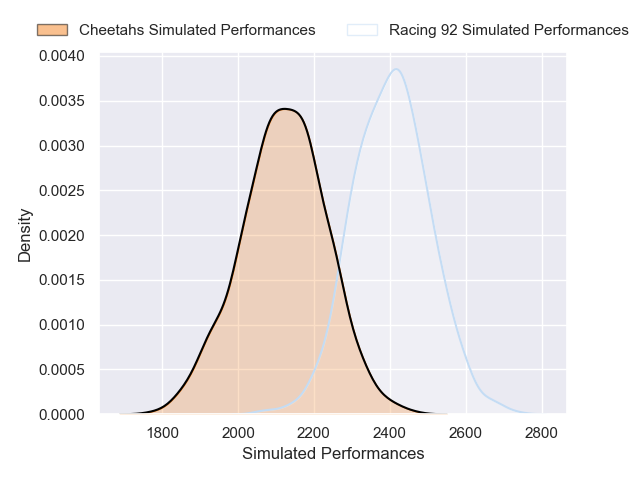 Cheetahs Simulated Performances
Racing 92 Simulated Performances
0.0040
0.0035
0.0030
0.0025
0.0020
0.0015
0.0010
0.0005
0.0000
Density
1800 2000 2200 2400 2600 2800
Simulated Performances